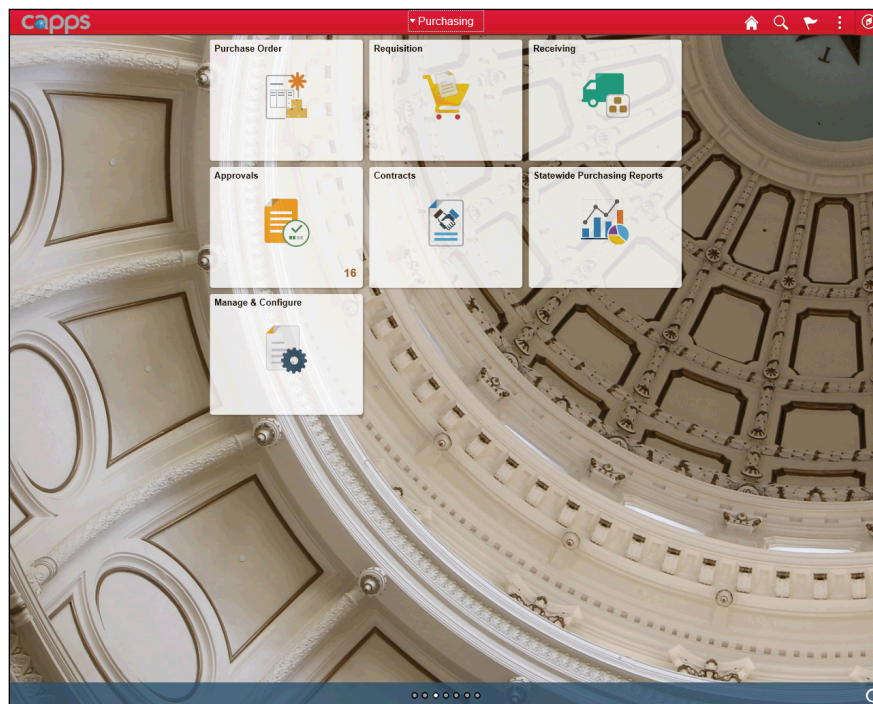 capps
Purchasing
Purchase Order
Requisition
Receiving
Approvals
16
Contracts
Statewide Purchasing Reports
Manage & Configure
T